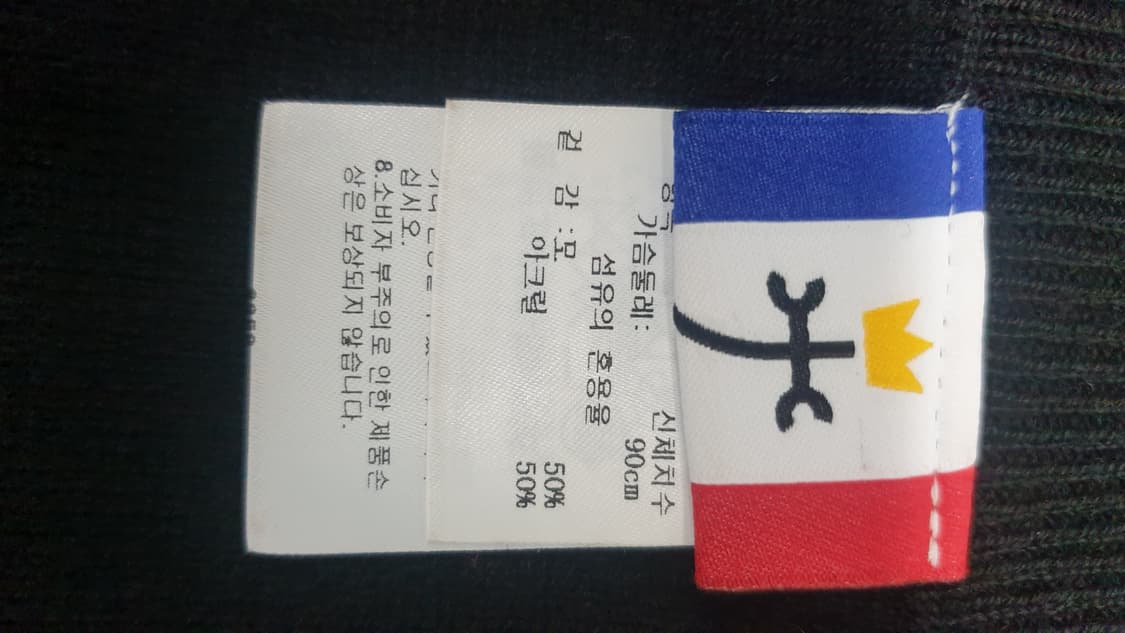 신체치수
가슴둘레: 90cm
섬유의 혼용율
겉 감 :모 50%
아크릴 50%
십시오.
8.소비자 부주의로 인한 제품손
상은 보상되지 않습니다.